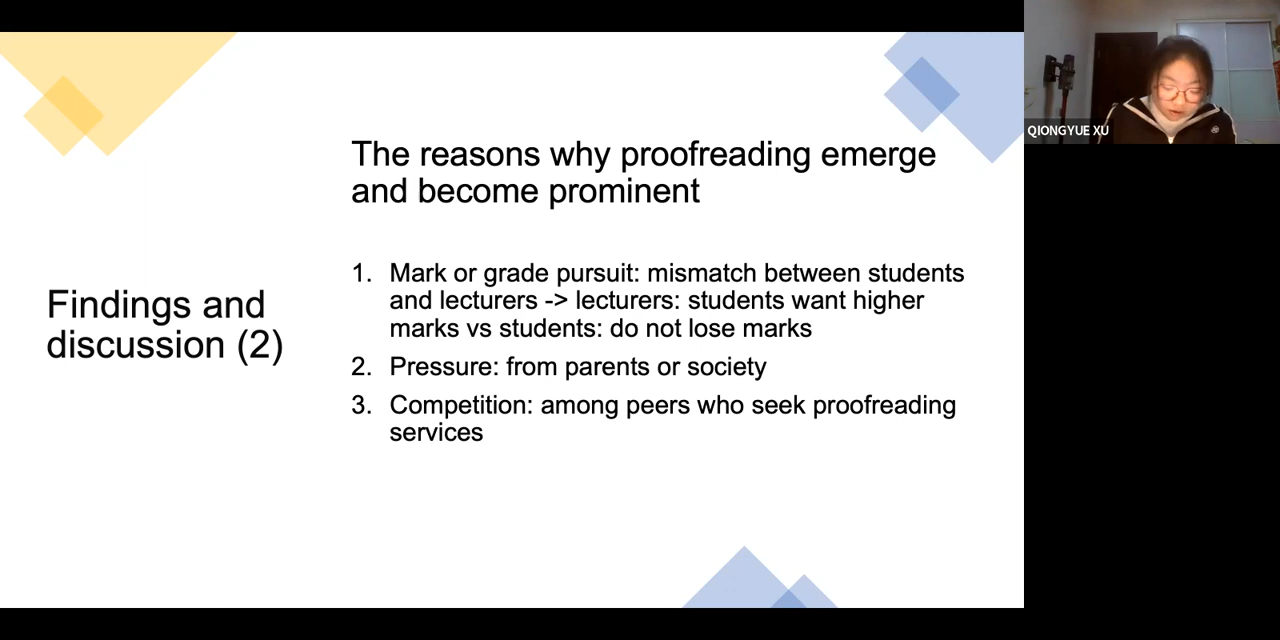 The reasons why proofreading emerge
and become prominent
Findings and
discussion (2)
1. Mark or grade pursuit: mismatch between students
and lecturers -> lecturers: students want higher
marks vs students: do not lose marks
2. Pressure: from parents or society
3. Competition: among peers who seek proofreading
services
QIONGYUE XU